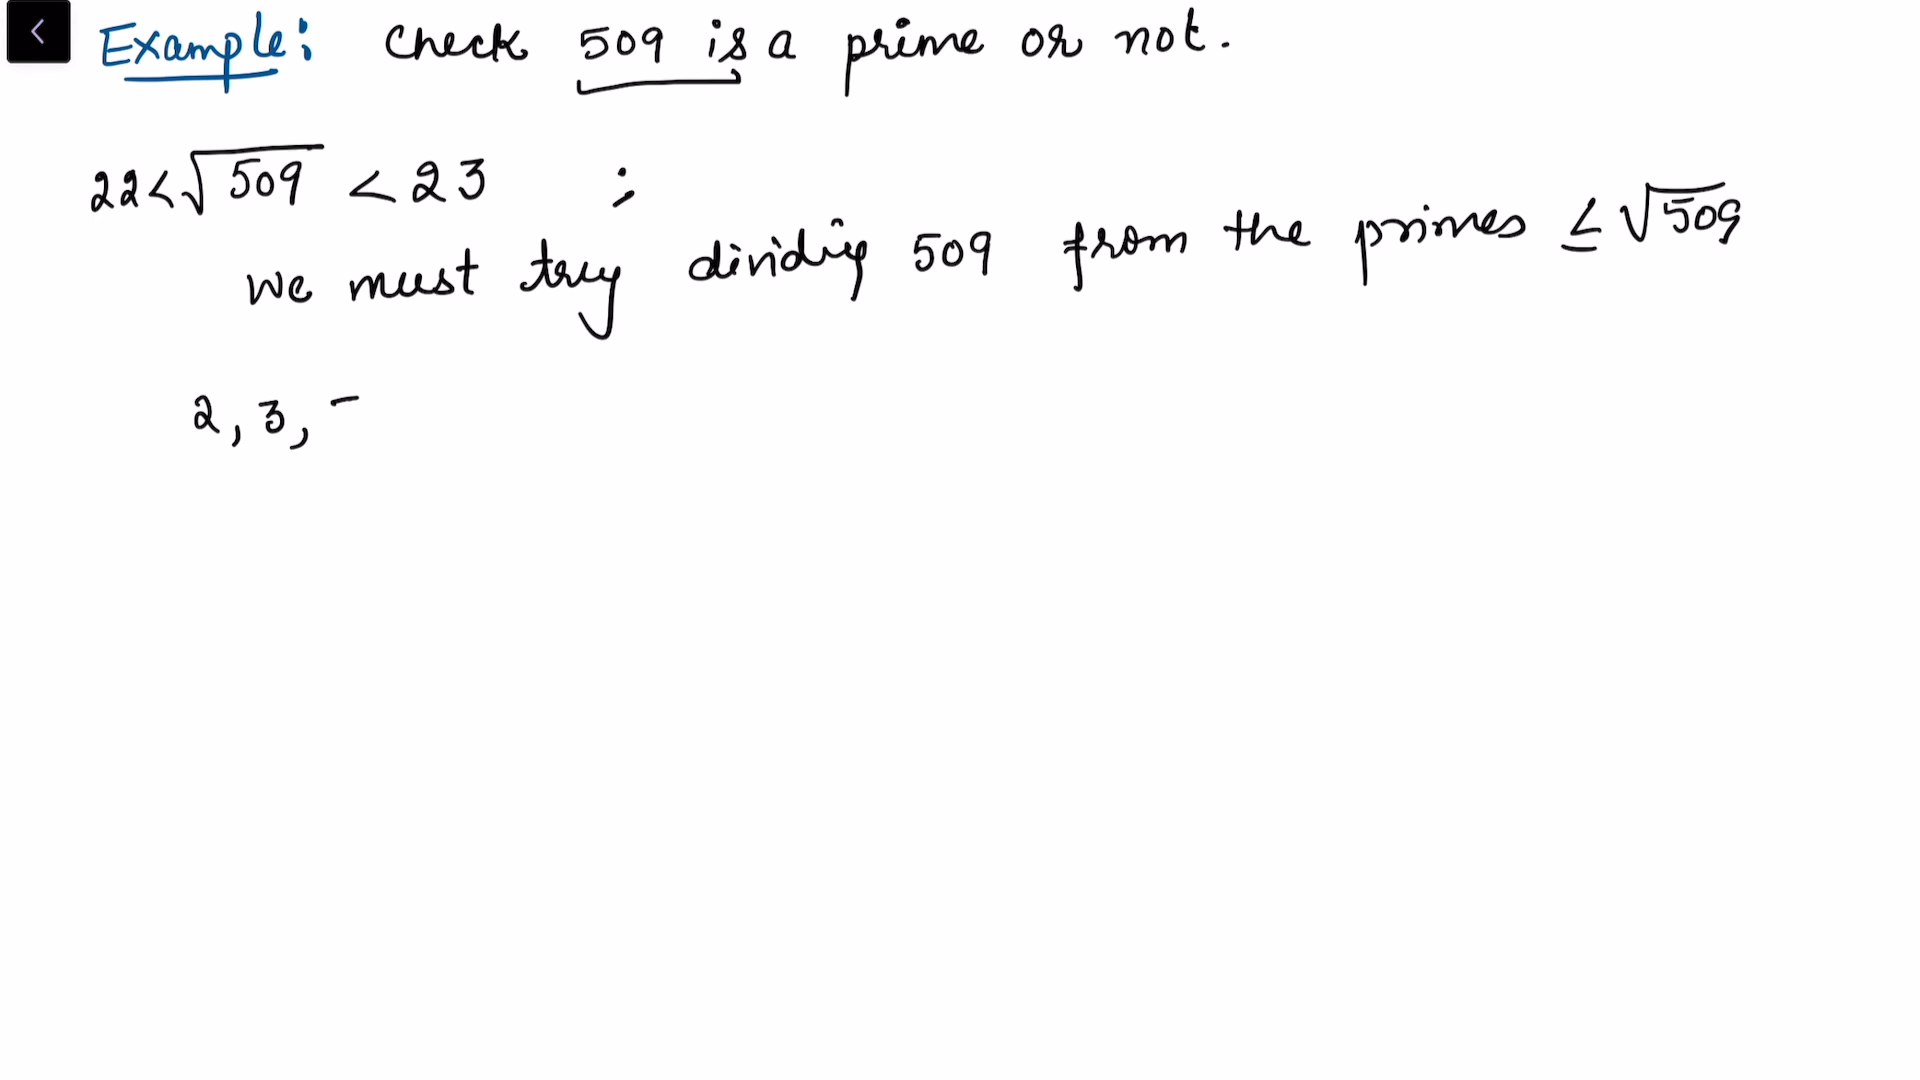 Example: Check 509 is a prime or not.
22 < √509 < 23 ;
we must try dividing 509 from the primes ≤ √509
2, 3,